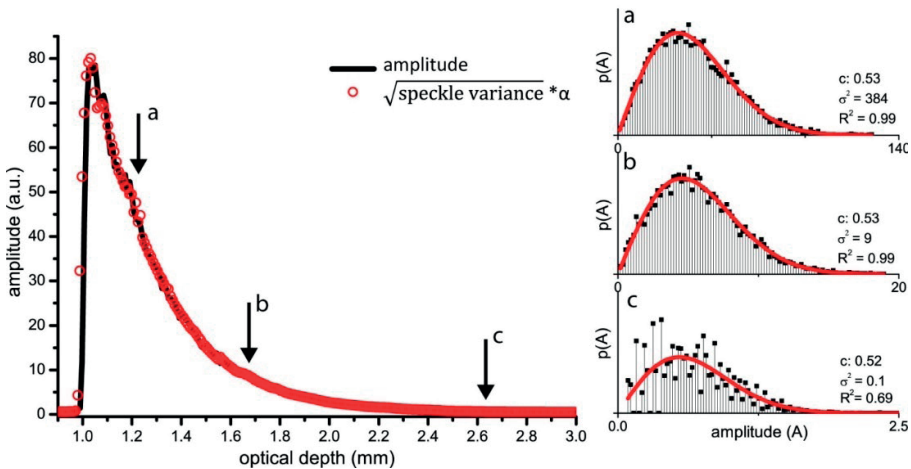 amplitude
√speckle variance *α
a
b
c
80
70
60
50
40
30
20
10
0
amplitude (a.u.)
1.0 1.2 1.4 1.6 1.8 2.0 2.2 2.4 2.6 2.8 3.0
optical depth (mm)
a
p(A)
c: 0.53
σ² = 384
R² = 0.99
0 140
b
p(A)
c: 0.53
σ² = 9
R² = 0.99
0 20
c
p(A)
c: 0.52
σ² = 0.1
R² = 0.69
0.0 2.5
amplitude (A)